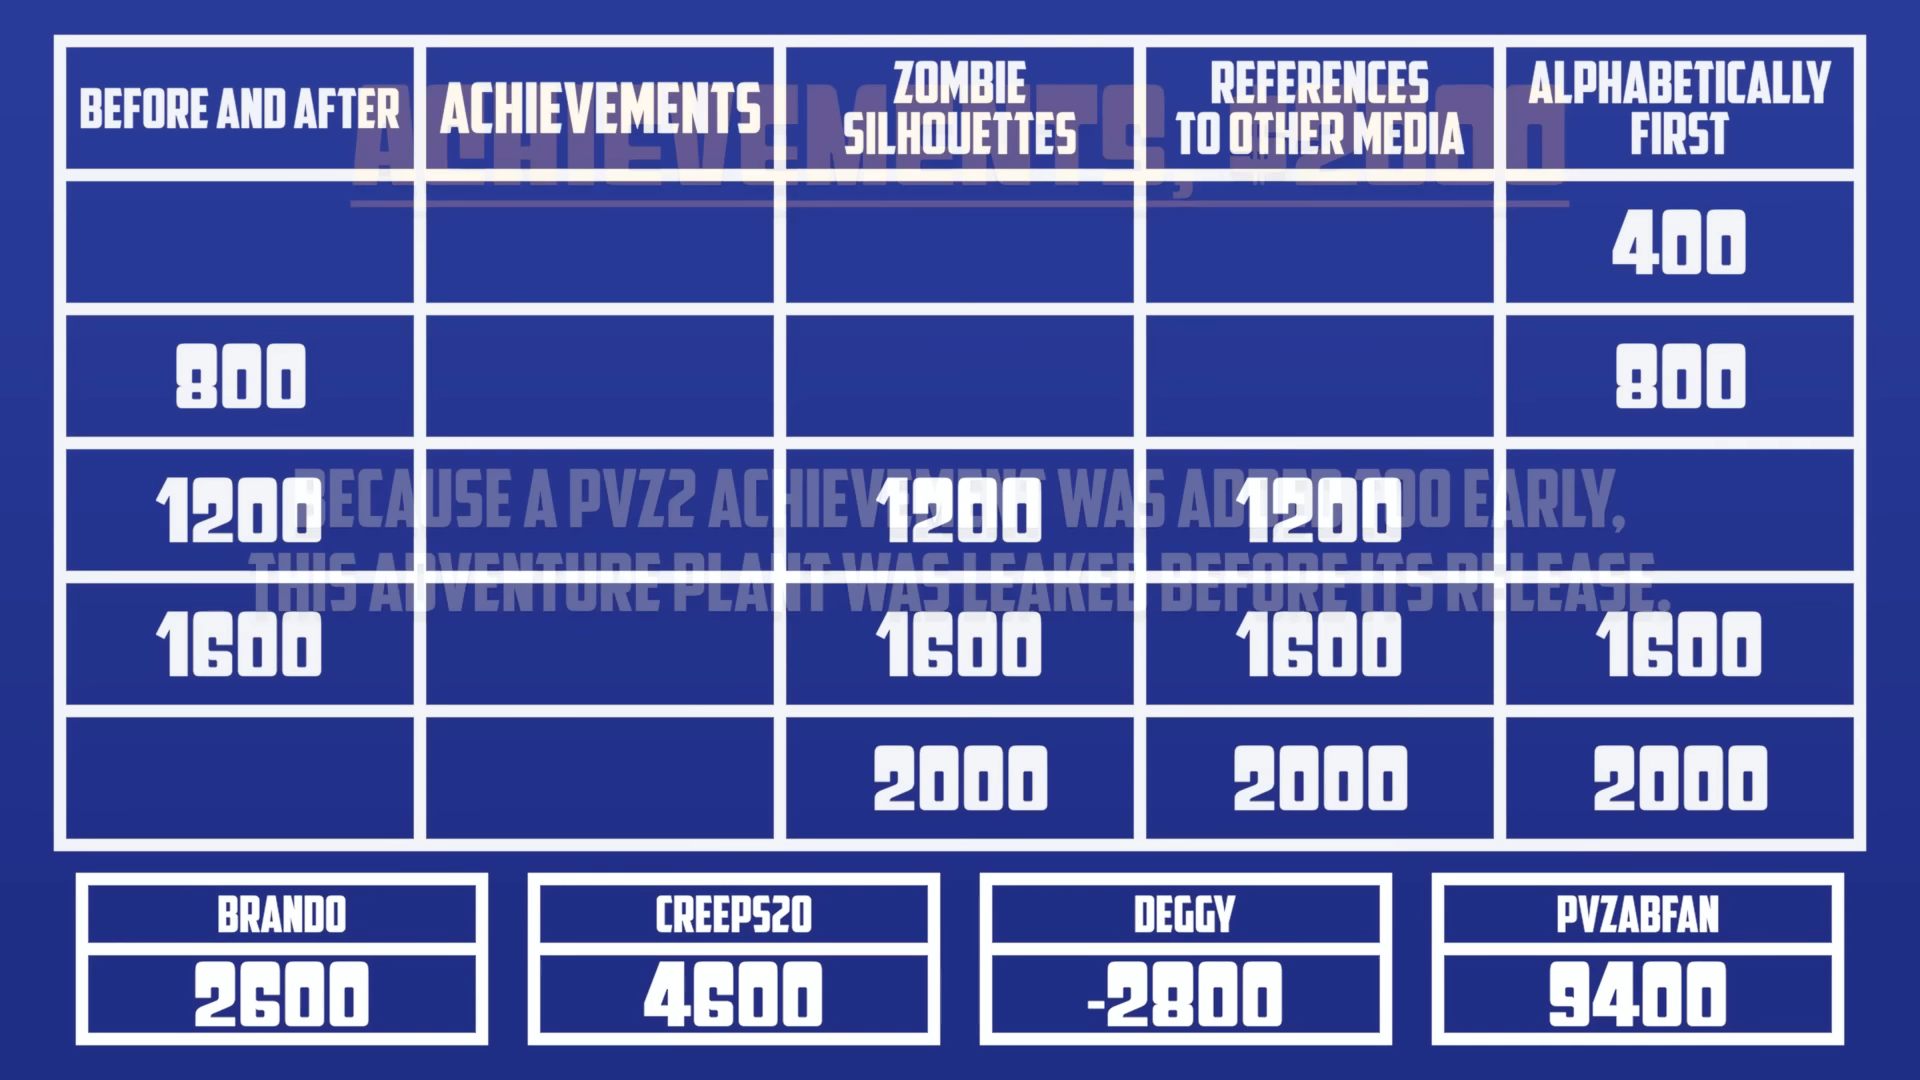 BEFORE AND AFTER
ACHIEVEMENTS
ZOMBIE
SILHOUETTES
REFERENCES
TO OTHER MEDIA
ALPHABETICALLY
FIRST
ACHIEVEMENTS, $2000
400
800
800
1200
1200
1200
BECAUSE A PVZ2 ACHIEVEMENT WAS ADDED TOO EARLY,
THIS ADVENTURE PLANT WAS LEAKED BEFORE ITS RELEASE.
1600
1600
1600
1600
2000
2000
2000
BRANDO
CREEPS20
DEGGY
PVZABFAN
2600
4600
-2800
9400